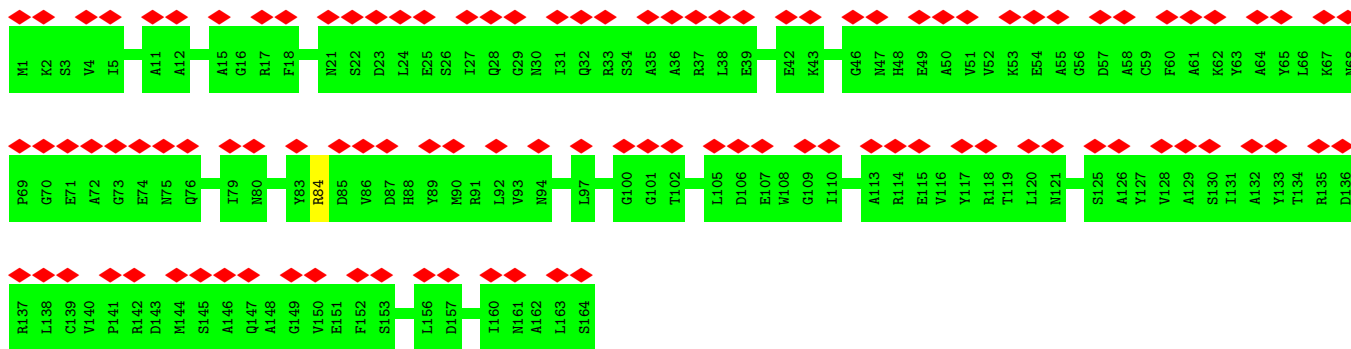 M1 K2 S3 V4 I5 A11 A12 A15 G16 R17 F18 N21 S22 D23 L24 E25 S26 I27 Q28 G29 N30 I31 Q32 R33 S34 A35 A36 R37 L38 E39 E42 K43 G46 N47 H48 E49 A50 V51 V52 K53 E54 A55 G56 D57 A58 C59 F60 A61 K62 Y63 A64 Y65 L66 K67 N68
P69 G70 E71 A72 G73 E74 N75 Q76 I79 N80 Y83 R84 D85 V86 D87 H88 Y89 M90 R91 L92 V93 N94 L97 G100 G101 T102 L105 D106 E107 W108 G109 I110 A113 R114 E115 V116 Y117 R118 T119 L120 N121 S125 A126 Y127 V128 A129 S130 I131 A132 Y133 T134 R135 D136
R137 L138 C139 V140 P141 R142 D143 M144 S145 A146 Q147 A148 G149 V150 E151 F152 S153 L156 D157 I160 N161 A162 L163 S164